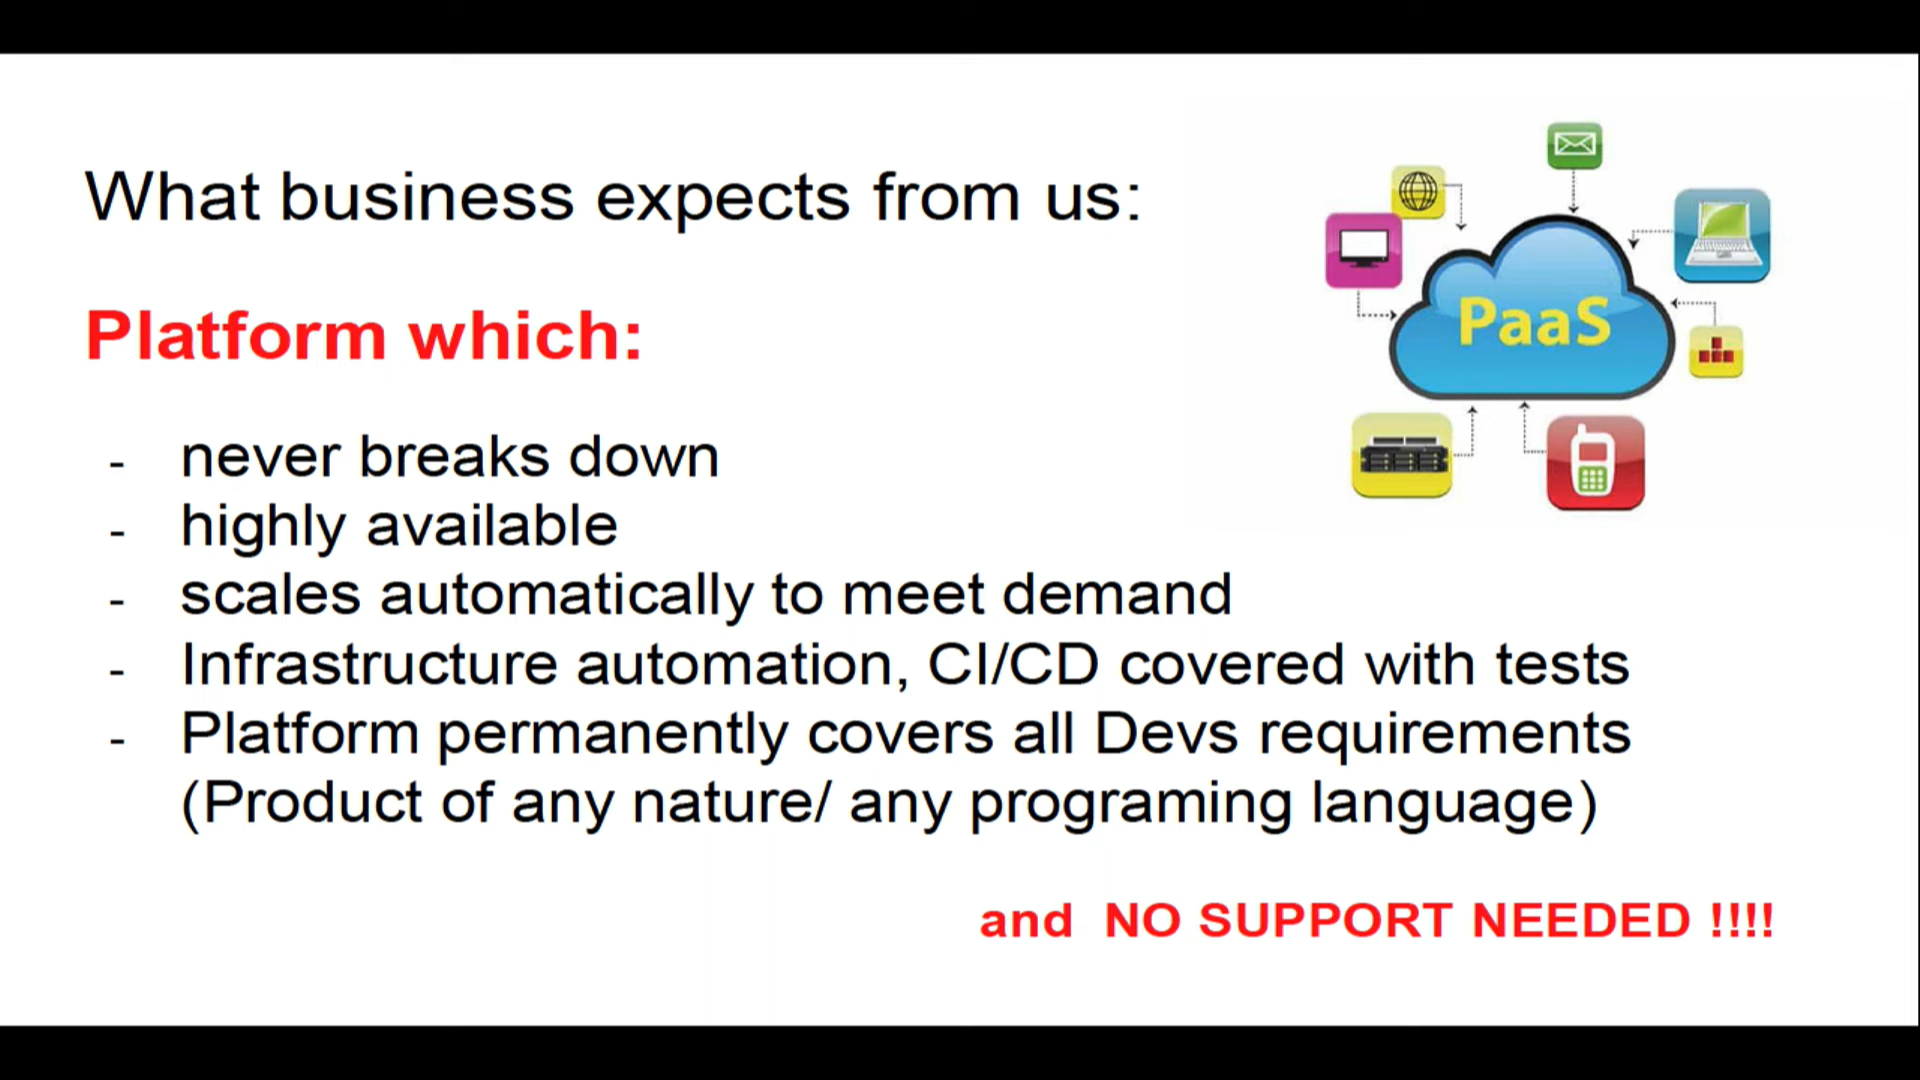 What business expects from us:
PaaS
Platform which:
- never breaks down
- highly available
- scales automatically to meet demand
- Infrastructure automation, CI/CD covered with tests
- Platform permanently covers all Devs requirements
(Product of any nature/ any programing language)
and NO SUPPORT NEEDED !!!!